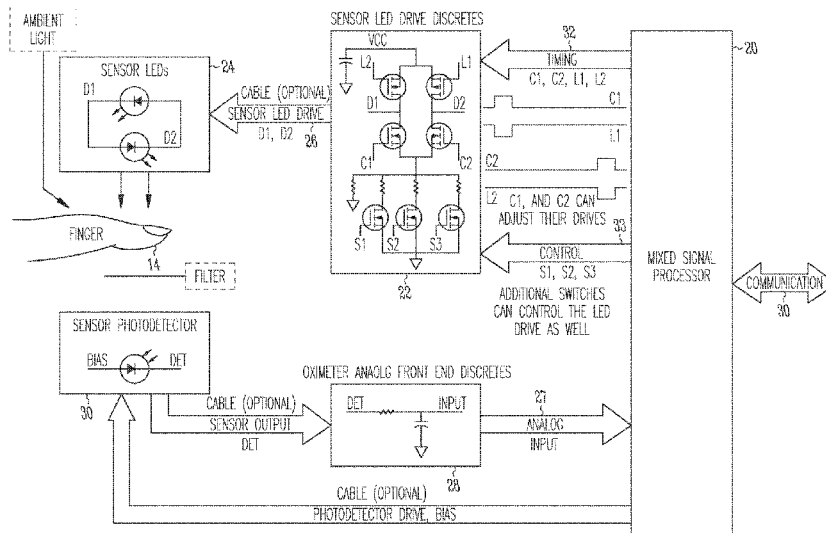 AMBIENT
LIGHT
SENSOR LEDs
24
D1
D2
CABLE (OPTIONAL)
SENSOR LED DRIVE
D1, D2
26
SENSOR LED DRIVE DISCRETES
VCC
L2
L1
D1
D2
C1
C2
S1
S2
S3
22
32
TIMING
C1, C2, L1, L2
C1
L1
C2
L2
C1, AND C2 CAN
ADJUST THEIR DRIVES
33
CONTROL
S1, S2, S3
ADDITIONAL SWITCHES
CAN CONTROL THE LED
DRIVE AS WELL
20
MIXED SIGNAL
PROCESSOR
COMMUNICATION
30
FINGER
14
FILTER
SENSOR PHOTODETECTOR
BIAS
DET
30
CABLE (OPTIONAL)
SENSOR OUTPUT
DET
OXIMETER ANAOLG FRONT END DISCRETES
DET
INPUT
28
27
ANALOG
INPUT
CABLE (OPTIONAL)
PHOTODETECTOR DRIVE, BIAS